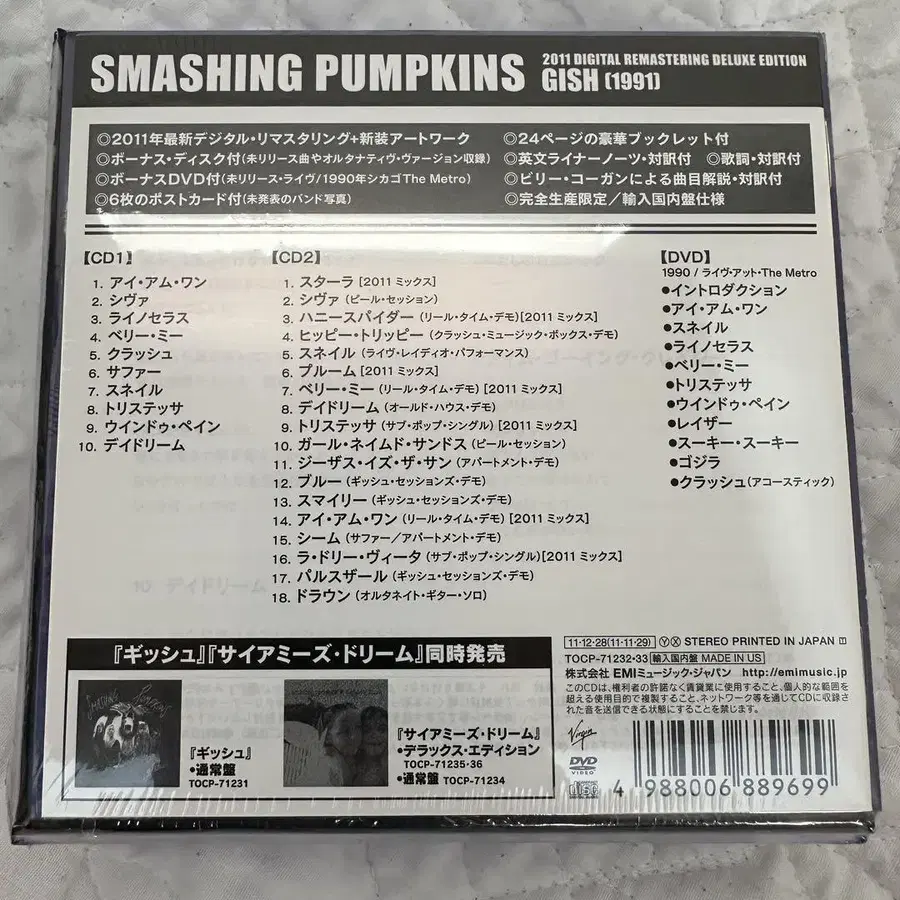 SMASHING PUMPKINS 2011 DIGITAL REMASTERING DELUXE EDITION
GISH (1991)
◎2011年最新デジタル・リマスタリング+新装アートワーク
◎ボーナス・ディスク付(未リリース曲やオルタナティヴ・ヴァージョン収録)
◎ボーナスDVD付(未リリース・ライヴ/1990年シカゴThe Metro)
◎6枚のポストカード付(未発表のバンド写真)
◎24ページの豪華ブックレット付
◎英文ライナーノーツ・対訳付 ◎歌詞・対訳付
◎ビリー・コーガンによる曲目解説・対訳付
◎完全生産限定/輸入国内盤仕様
【CD1】
1. アイ・アム・ワン
2. シヴァ
3. ライノセラス
4. ベリー・ミー
5. クラッシュ
6. サファー
7. スネイル
8. トリステッサ
9. ウインドゥ・ペイン
10. デイドリーム
【CD2】
1. スターラ [2011 ミックス]
2. シヴァ (ピール・セッション)
3. ハニースパイダー (リール・タイム・デモ)[2011 ミックス]
4. ヒッピー・トリッピー (クラッシュ・ミュージック・ボックス・デモ)
5. スネイル (ライヴ・レイディオ・パフォーマンス)
6. プルーム [2011 ミックス]
7. ベリー・ミー (リール・タイム・デモ) [2011 ミックス]
8. デイドリーム (オールド・ハウス・デモ)
9. トリステッサ (サブ・ポップ・シングル) [2011 ミックス]
10. ガール・ネイムド・サンドス (ピール・セッション)
11. ジーザス・イズ・ザ・サン (アパートメント・デモ)
12. ブルー (ギッシュ・セッションズ・デモ)
13. スマイリー (ギッシュ・セッションズ・デモ)
14. アイ・アム・ワン (リール・タイム・デモ) [2011 ミックス]
15. シーム (サファー/アパートメント・デモ)
16. ラ・ドリー・ヴィータ (サブ・ポップ・シングル)[2011 ミックス]
17. パルスザール (ギッシュ・セッションズ・デモ)
18. ドラウン (オルタネイト・ギター・ソロ)
【DVD】
1990 / ライヴ・アット・The Metro
●イントロダクション
●アイ・アム・ワン
●スネイル
●ライノセラス
●ベリー・ミー
●トリステッサ
●ウインドゥ・ペイン
●レイザー
●スーキー・スーキー
●ゴジラ
●クラッシュ(アコースティック)
10 デイドリーム
『ギッシュ』『サイアミーズ・ドリーム』同時発売
『ギッシュ』
・通常盤
TOCP-71231
『サイアミーズ・ドリーム』
・デラックス・エディション
TOCP-71235・36
・通常盤 TOCP-71234
11-12-28(11-11-29) Ⓨ Ⓧ STEREO PRINTED IN JAPAN
TOCP-71232・33 輸入国内盤 MADE IN US
株式会社 EMIミュージック・ジャパン http://emimusic.jp
このCDは、権利者の許諾なく賃貸業に使用すること、個人的な範囲を
超える使用目的で複製すること、ネットワーク等を通じてCDに収録さ
れた音を送信できる状態にすることを禁じます。
Virgin
DVD
VIDEO
disc
4 988006 889699